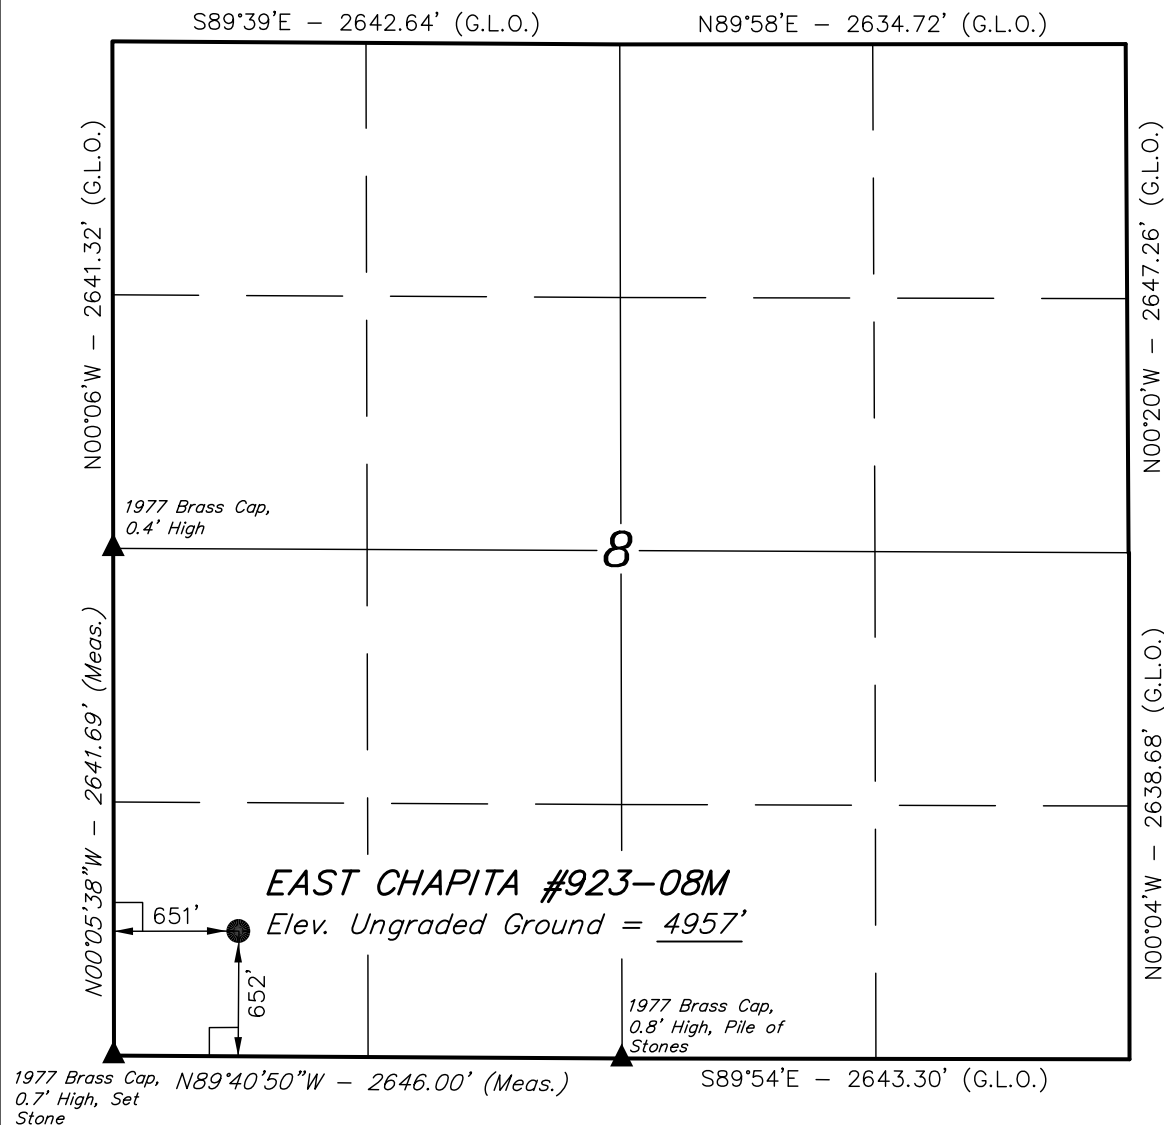 S89°39'E - 2642.64' (G.L.O.)
N89°58'E - 2634.72' (G.L.O.)
N00°06'W - 2641.32' (G.L.O.)
N00°20'W - 2647.26' (G.L.O.)
1977 Brass Cap,
0.4' High
8
N00°05'38"W - 2641.69' (Meas.)
N00°04'W - 2638.68' (G.L.O.)
EAST CHAPITA #923-08M
Elev. Ungraded Ground = 4957'
651'
652'
1977 Brass Cap,
0.8' High, Pile of
Stones
1977 Brass Cap,
0.7' High, Set
Stone
N89°40'50"W - 2646.00' (Meas.)
S89°54'E - 2643.30' (G.L.O.)